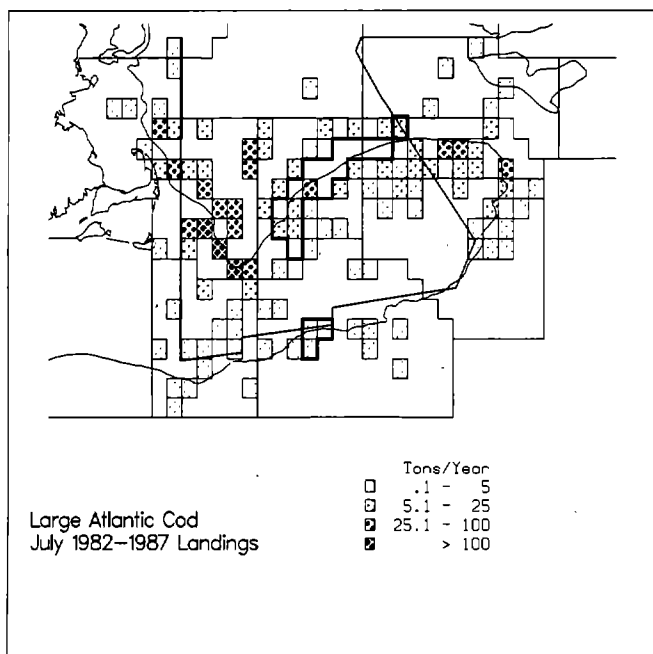 Tons/Year
.1 - 5
5.1 - 25
25.1 - 100
> 100
Large Atlantic Cod
July 1982-1987 Landings